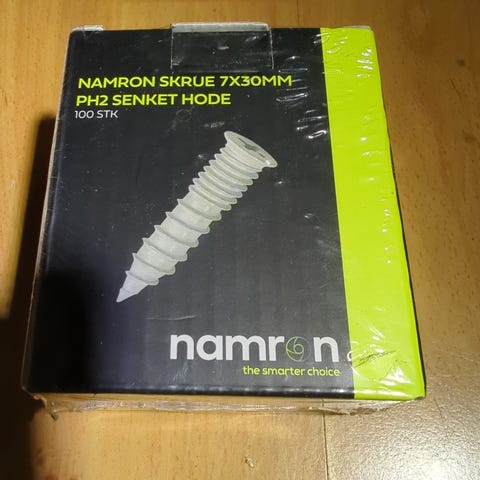 NAMRON SKRUE 7X30MM
PH2 SENKET HODE
100 STK
namron
the smarter choice